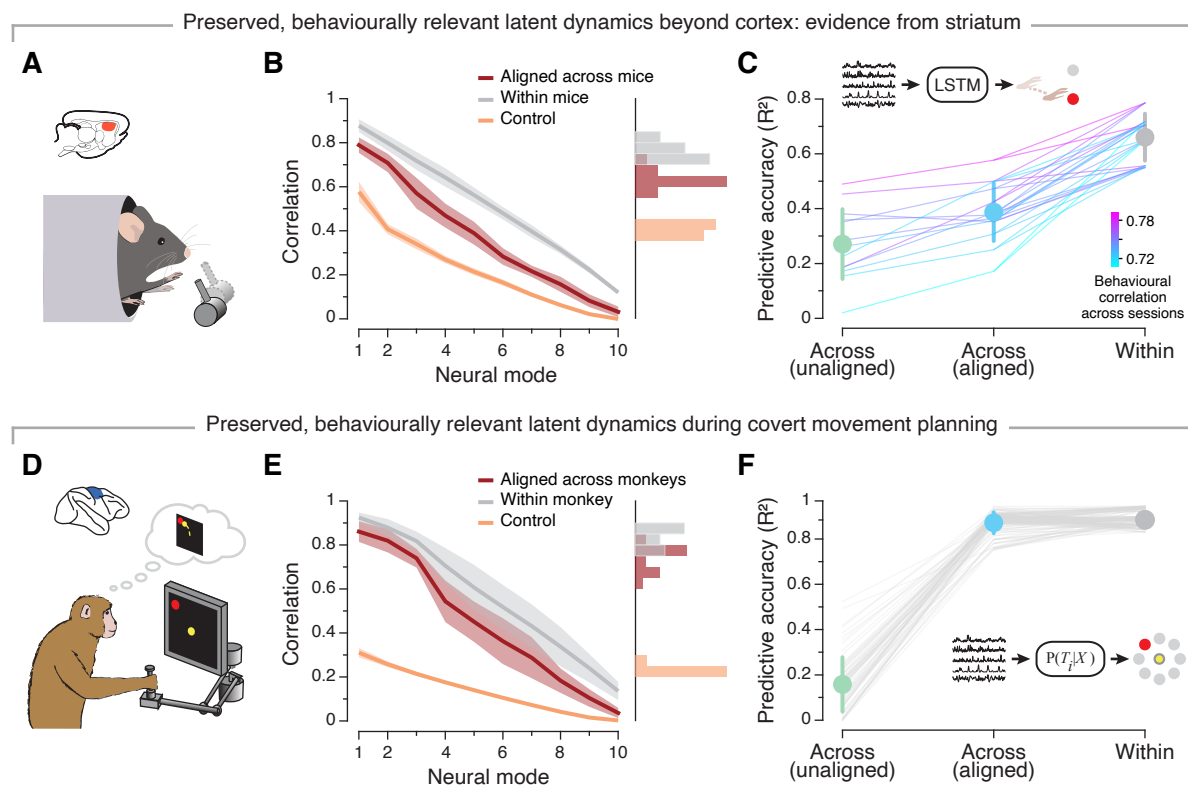 Preserved, behaviourally relevant latent dynamics beyond cortex: evidence from striatum
A
B
Aligned across mice
Within mice
Control
1
0.8
0.6
0.4
0.2
0
Correlation
1
2
4
6
8
10
Neural mode
C
LSTM
0.8
0.6
0.4
0.2
0
Predictive accuracy (R²)
0.78
0.72
Behavioural
correlation
across sessions
Across
(unaligned)
Across
(aligned)
Within
Preserved, behaviourally relevant latent dynamics during covert movement planning
D
E
Aligned across monkeys
Within monkey
Control
1
0.8
0.6
0.4
0.2
0
Correlation
1
2
4
6
8
10
Neural mode
F
1
0.8
0.6
0.4
0.2
0
Predictive accuracy (R²)
P(Tᵢ|X)
Across
(unaligned)
Across
(aligned)
Within